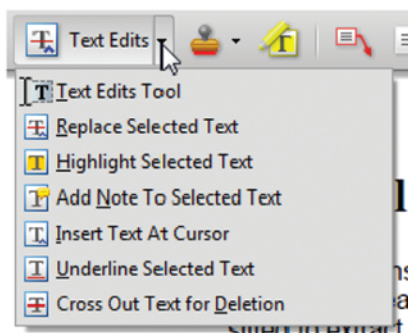 Text Edits
Text Edits Tool
Replace Selected Text
Highlight Selected Text
Add Note To Selected Text
Insert Text At Cursor
Underline Selected Text
Cross Out Text for Deletion